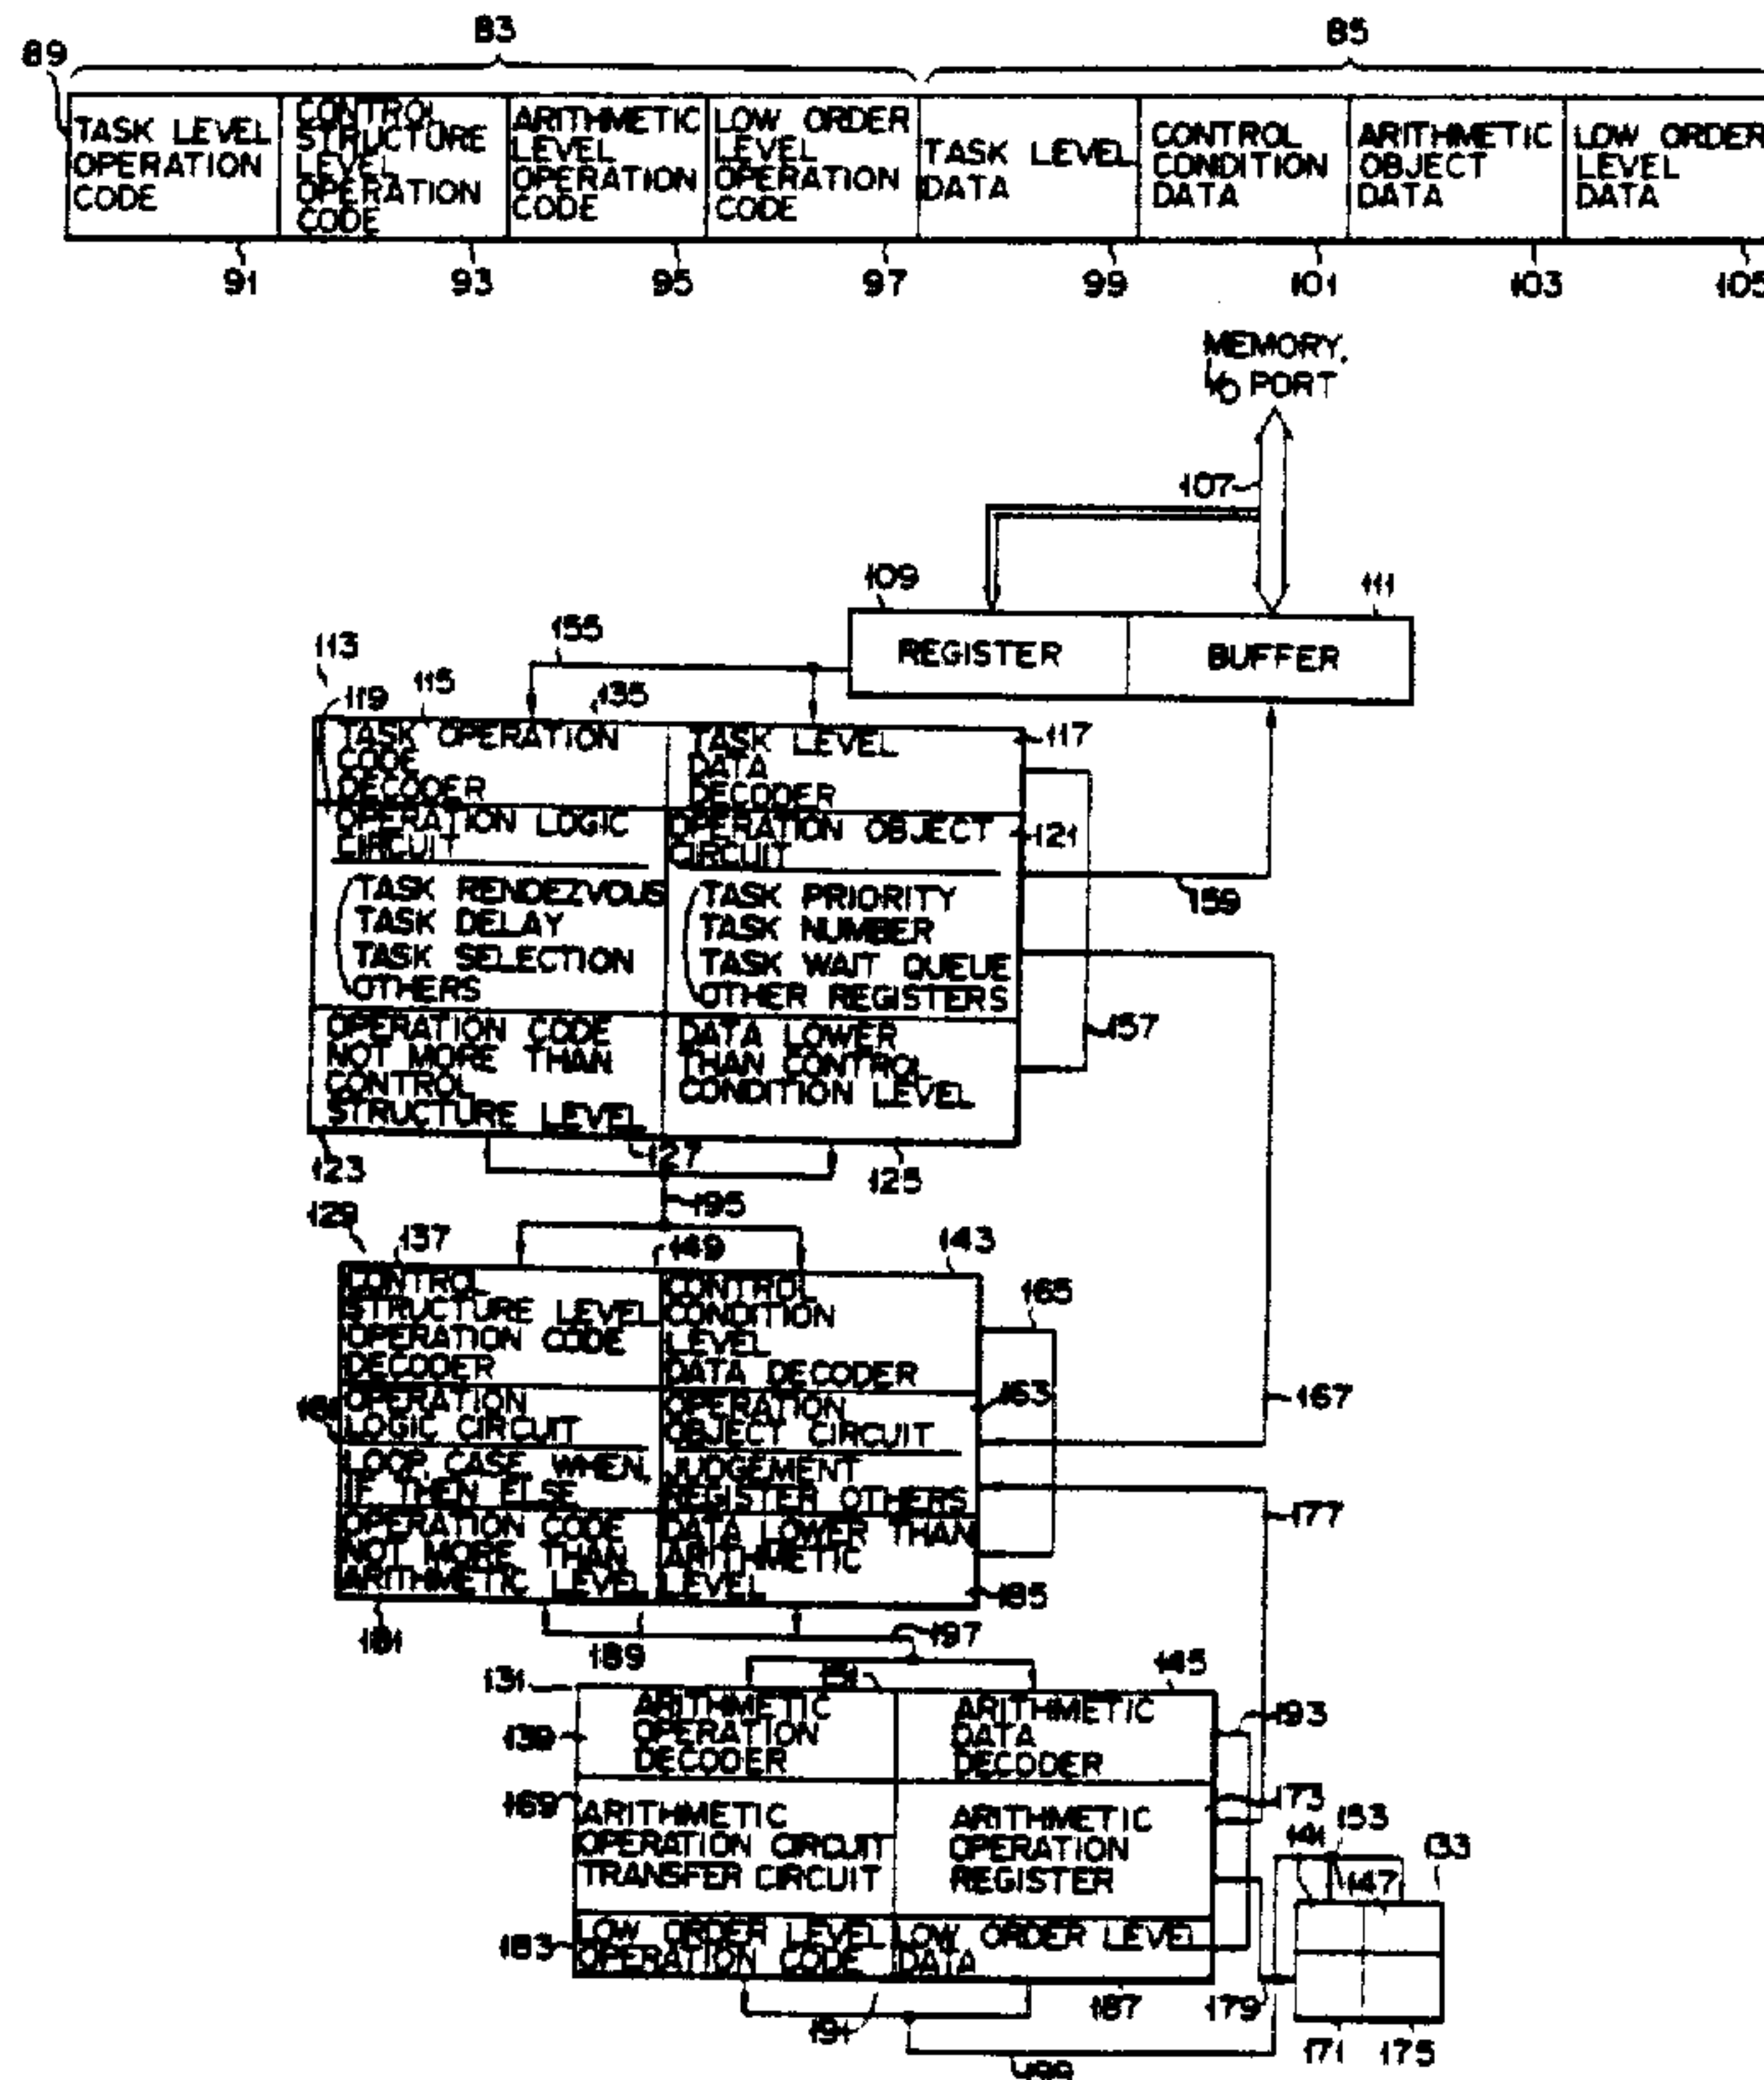 83
85
89
TASK LEVEL
OPERATION
CODE
CONTROL
STRUCTURE
LEVEL
OPERATION
CODE
ARITHMETIC
LEVEL
OPERATION
CODE
LOW ORDER
LEVEL
OPERATION
CODE
TASK LEVEL
DATA
CONTROL
CONDITION
DATA
ARITHMETIC
OBJECT
DATA
LOW ORDER
LEVEL
DATA
91
93
95
97
99
101
103
105
MEMORY,
I/O PORT
107
109
111
REGISTER
BUFFER
155
113
119
115
135
117
TASK OPERATION
CODE
DECODER
TASK LEVEL
DATA
DECODER
OPERATION LOGIC
CIRCUIT
OPERATION OBJECT
CIRCUIT
121
159
TASK RENDEZVOUS
TASK DELAY
TASK SELECTION
OTHERS
TASK PRIORITY
TASK NUMBER
TASK WAIT QUEUE
OTHER REGISTERS
157
OPERATION CODE
NOT MORE THAN
CONTROL
STRUCTURE LEVEL
DATA LOWER
THAN CONTROL
CONDITION LEVEL
123
127
125
195
129
137
149
143
165
CONTROL
STRUCTURE LEVEL
OPERATION CODE
DECODER
CONTROL
CONDITION
LEVEL
DATA DECODER
161
OPERATION
LOGIC CIRCUIT
OPERATION
OBJECT CIRCUIT
163
167
LOOP, CASE, WHEN,
IF THEN ELSE
JUDGEMENT
REGISTER OTHERS
177
OPERATION CODE
NOT MORE THAN
ARITHMETIC LEVEL
DATA LOWER THAN
ARITHMETIC
LEVEL
185
181
189
197
131
151
145
139
ARITHMETIC
OPERATION
DECODER
ARITHMETIC
DATA
DECODER
193
169
ARITHMETIC
OPERATION CIRCUIT
TRANSFER CIRCUIT
ARITHMETIC
OPERATION
REGISTER
173
141
153
133
147
183
LOW ORDER LEVEL
OPERATION CODE
LOW ORDER LEVEL
DATA
191
187
179
171
175
199